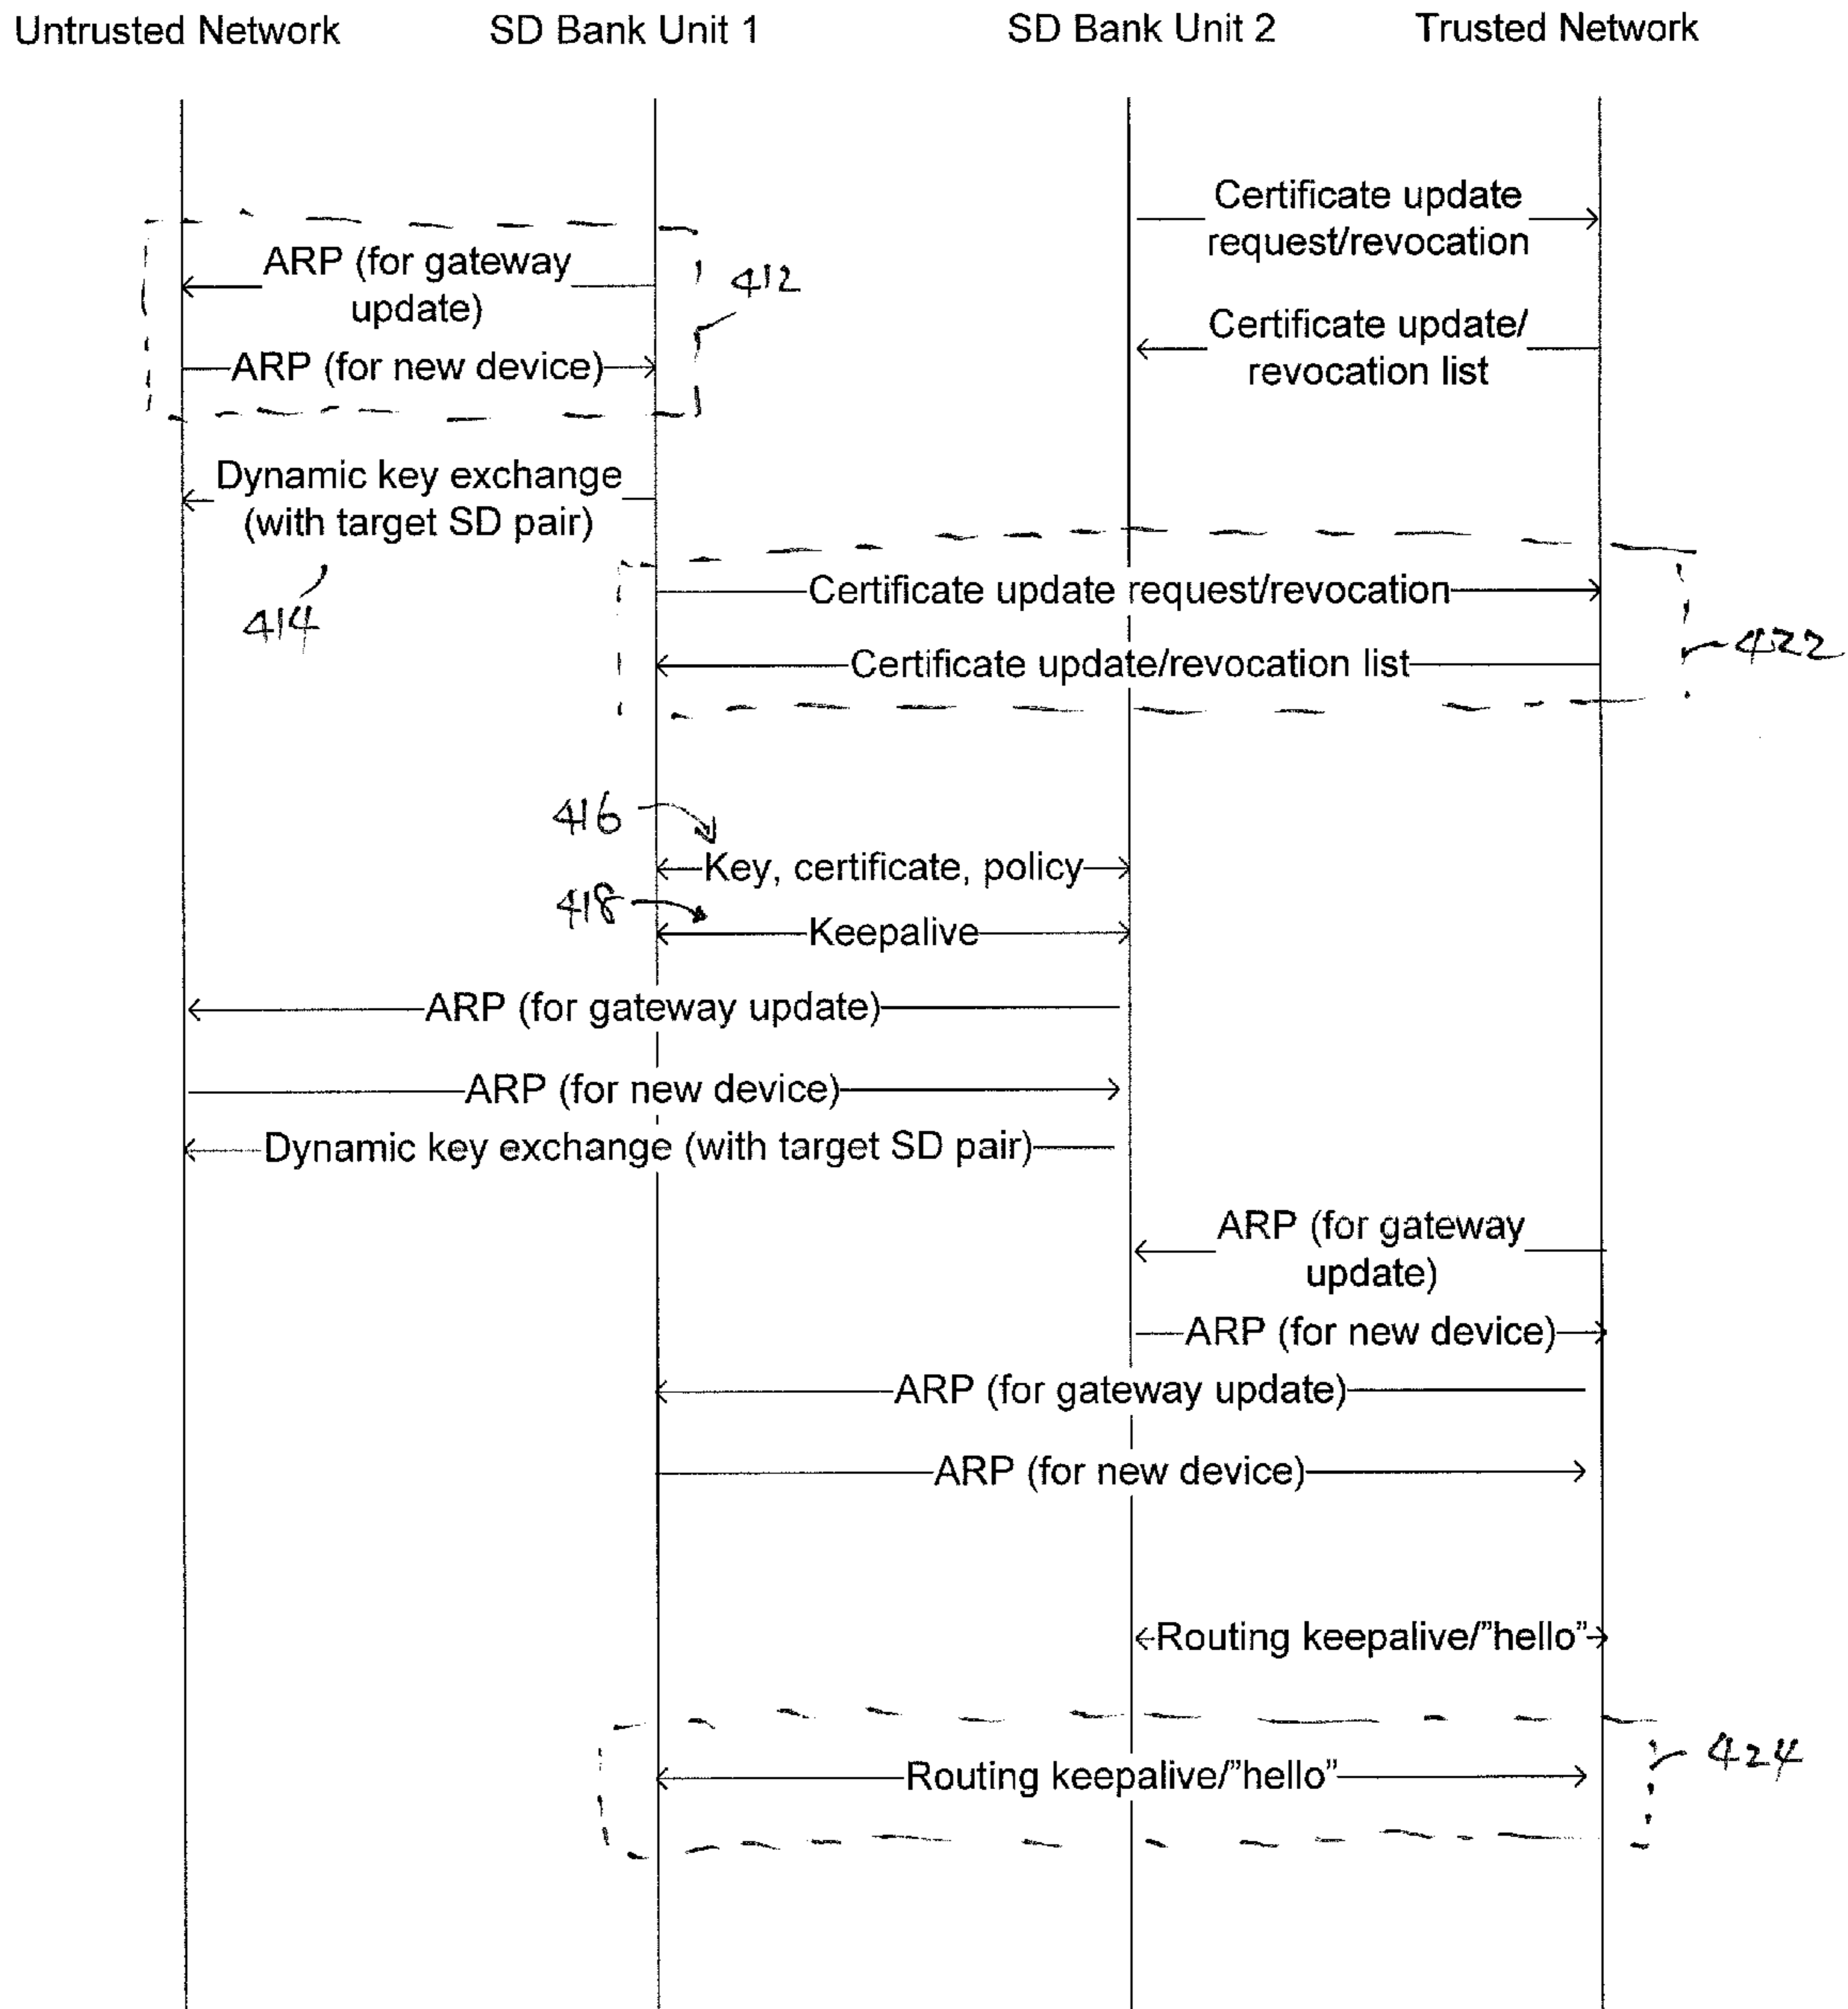 Untrusted Network SD Bank Unit 1 SD Bank Unit 2 Trusted Network
Certificate update
request/revocation
ARP (for gateway
update)
412
Certificate update/
revocation list
ARP (for new device)
Dynamic key exchange
(with target SD pair)
414
Certificate update request/revocation
422
Certificate update/revocation list
416
Key, certificate, policy
418
Keepalive
ARP (for gateway update)
ARP (for new device)
Dynamic key exchange (with target SD pair)
ARP (for gateway
update)
ARP (for new device)
ARP (for gateway update)
ARP (for new device)
Routing keepalive/”hello”
Routing keepalive/”hello”
424